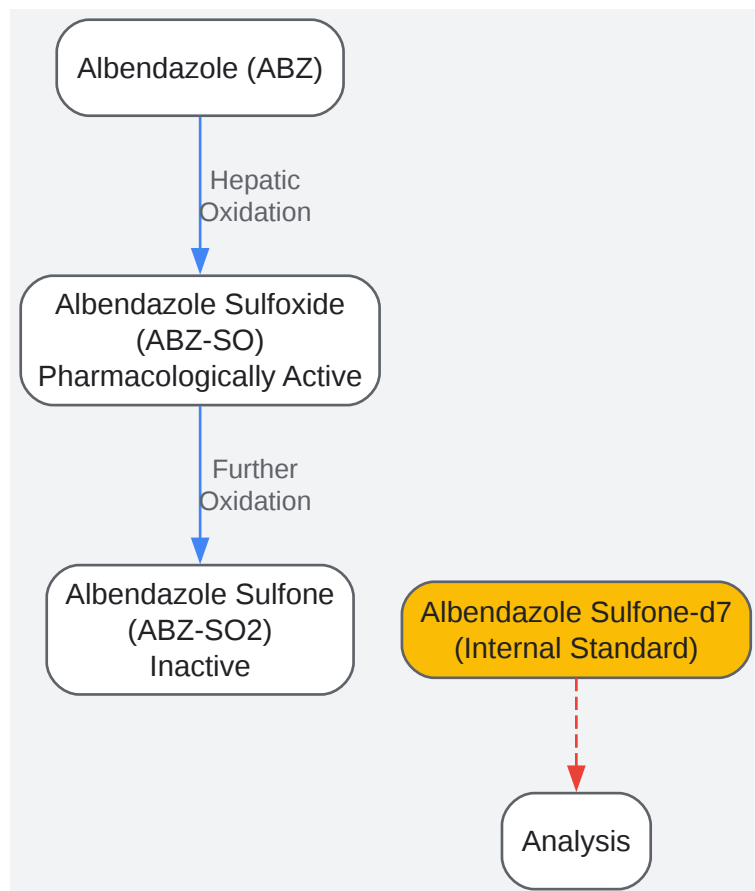 Albendazole (ABZ)
Hepatic
Oxidation
Albendazole Sulfoxide
(ABZ-SO)
Pharmacologically Active
Further
Oxidation
Albendazole Sulfone
(ABZ-SO2)
Inactive
Albendazole Sulfone-d7
(Internal Standard)
Analysis